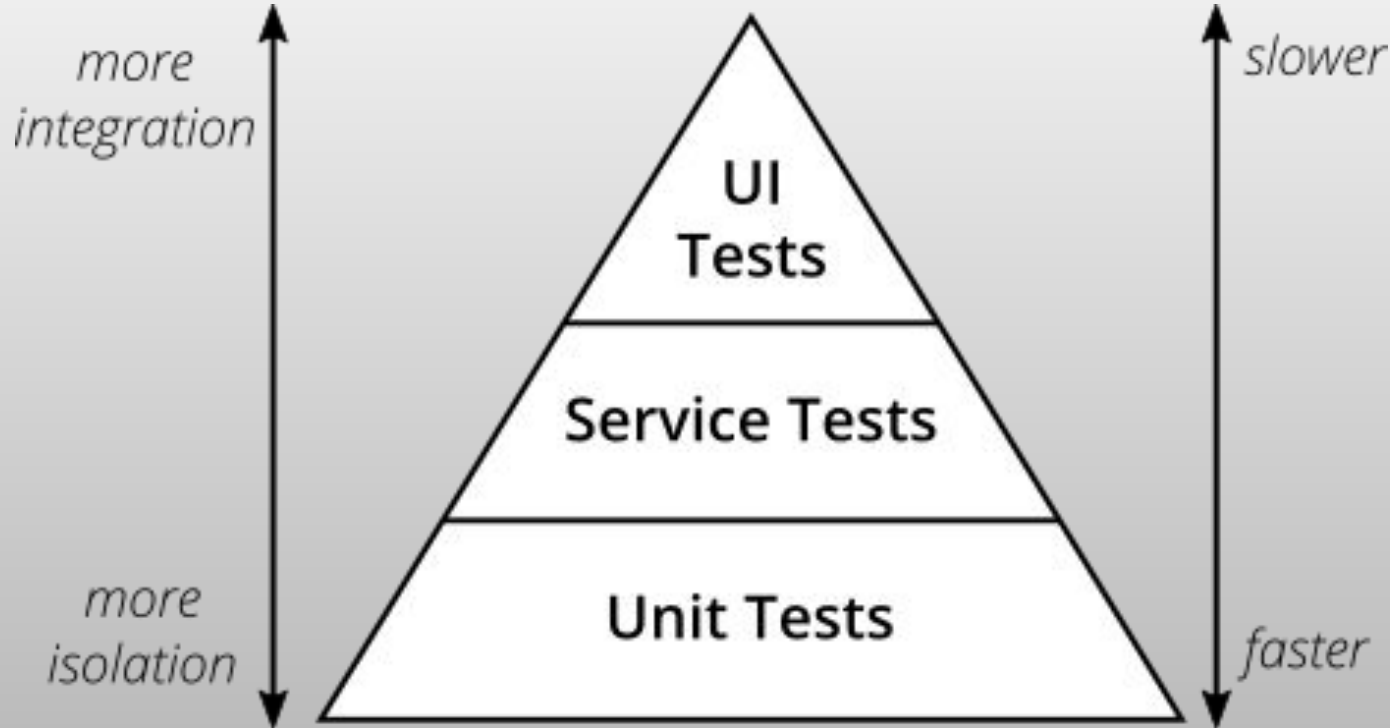 more
integration
slower
UI
Tests
Service Tests
Unit Tests
more
isolation
faster